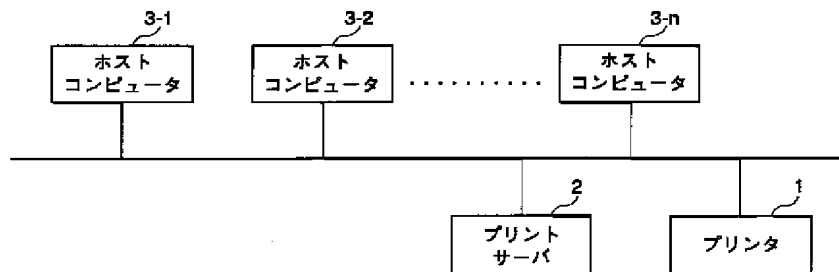 3-1
ホスト
コンピュータ
3-2
ホスト
コンピュータ
3-n
ホスト
コンピュータ
2
プリント
サーバ
1
プリンタ